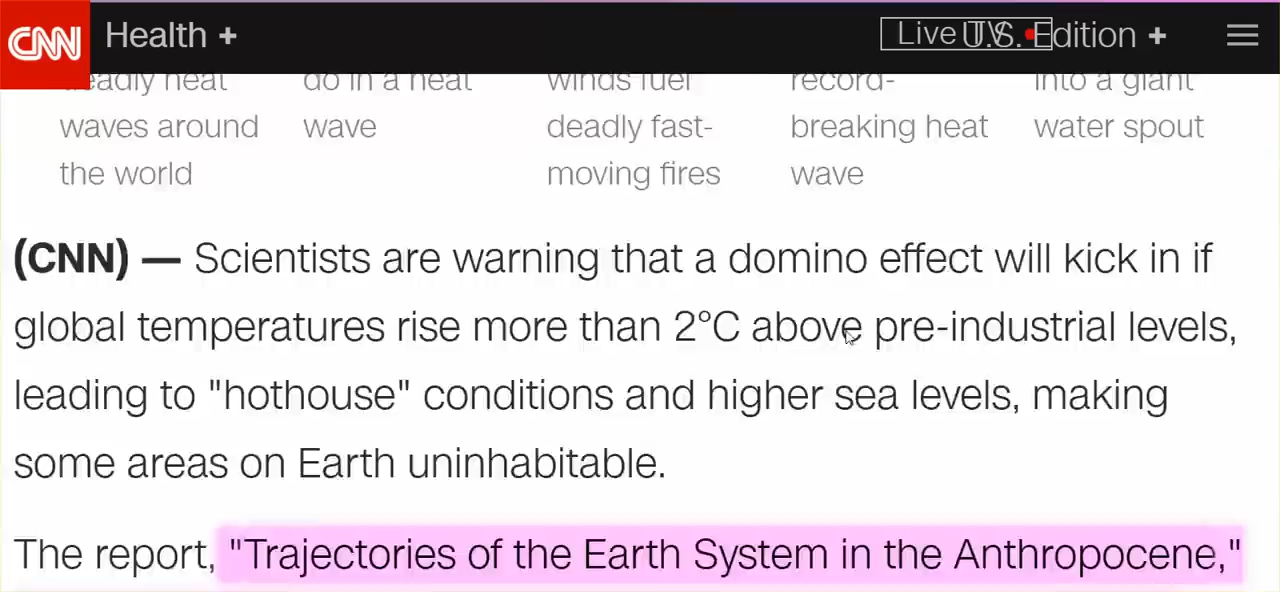 CNN Health + Live TV U.S. Edition +
deadly heat do in a heat winds fuel record- into a giant
waves around wave deadly fast- breaking heat water spout
the world moving fires wave
(CNN) — Scientists are warning that a domino effect will kick in if
global temperatures rise more than 2°C above pre-industrial levels,
leading to "hothouse" conditions and higher sea levels, making
some areas on Earth uninhabitable.
The report, "Trajectories of the Earth System in the Anthropocene,"